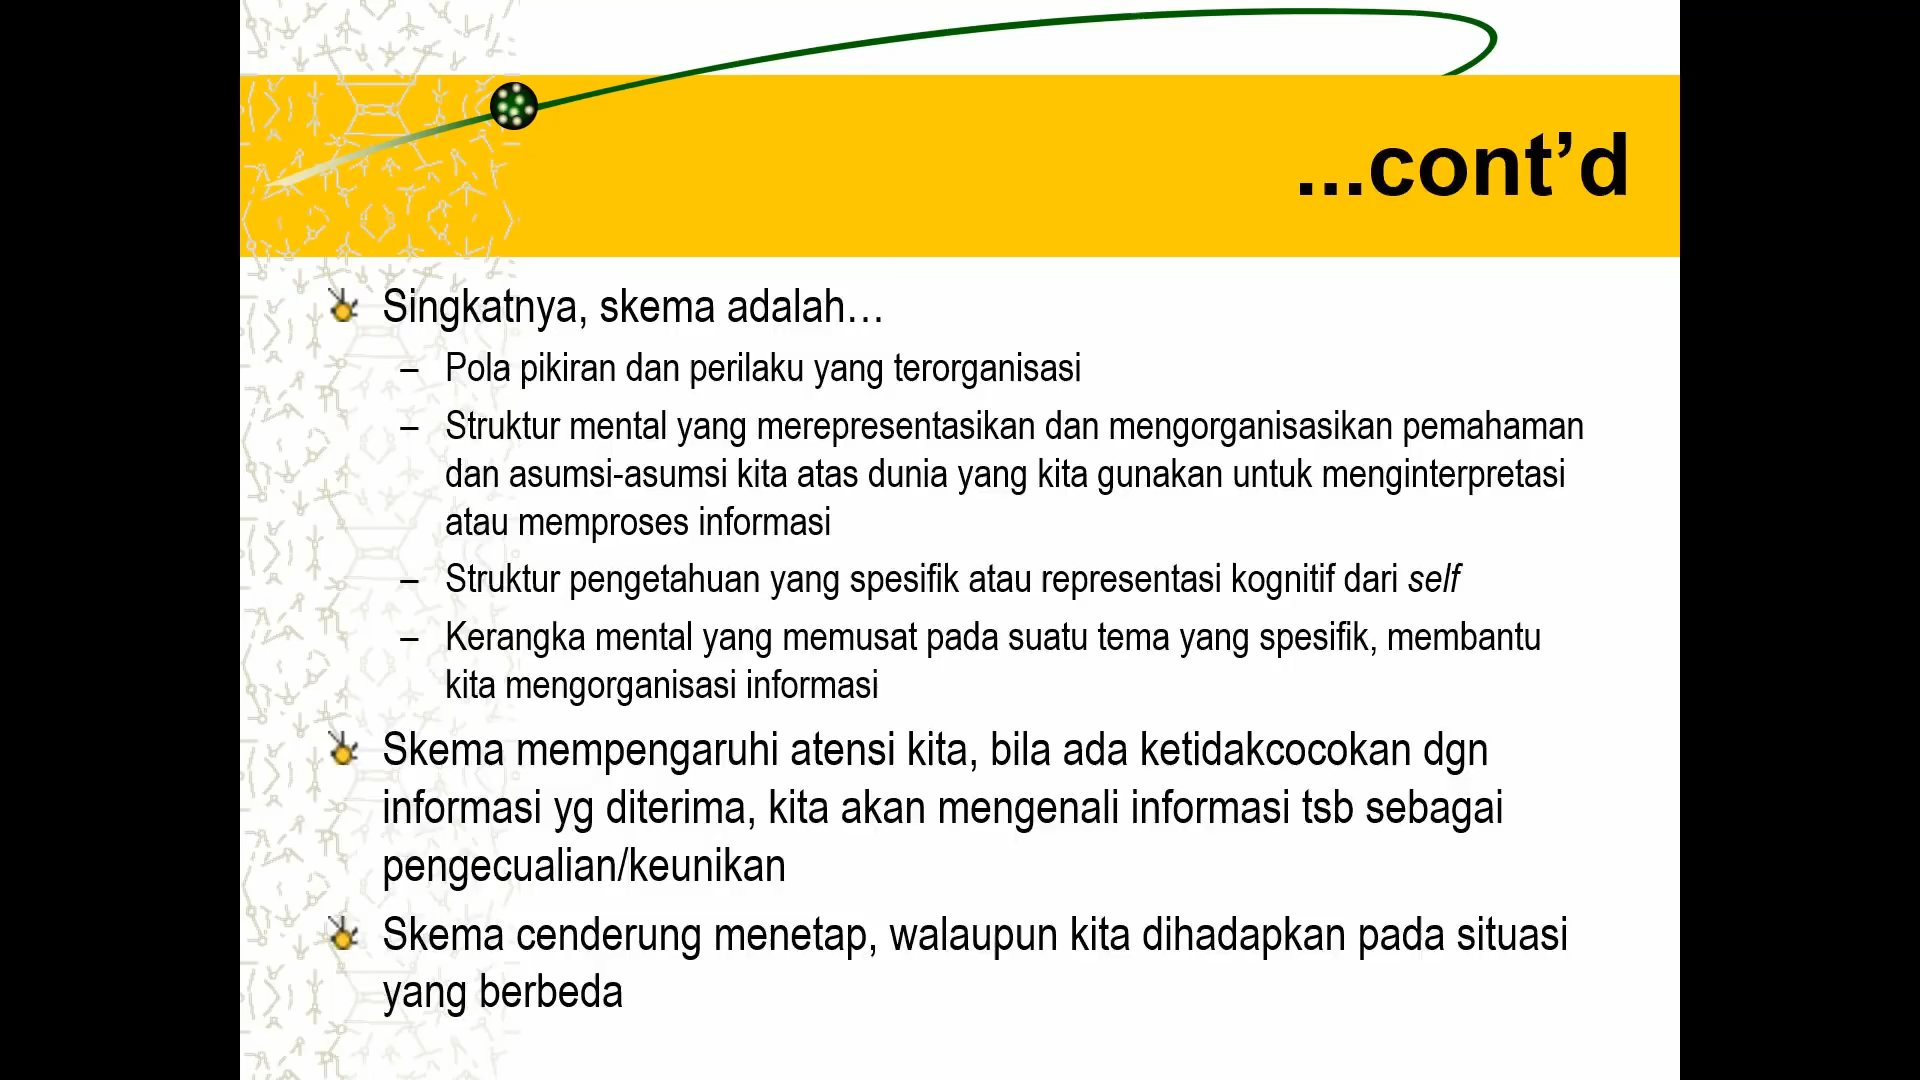 ...cont’d
Singkatnya, skema adalah…
– Pola pikiran dan perilaku yang terorganisasi
– Struktur mental yang merepresentasikan dan mengorganisasikan pemahaman
dan asumsi-asumsi kita atas dunia yang kita gunakan untuk menginterpretasi
atau memproses informasi
– Struktur pengetahuan yang spesifik atau representasi kognitif dari self
– Kerangka mental yang memusat pada suatu tema yang spesifik, membantu
kita mengorganisasi informasi
Skema mempengaruhi atensi kita, bila ada ketidakcocokan dgn
informasi yg diterima, kita akan mengenali informasi tsb sebagai
pengecualian/keunikan
Skema cenderung menetap, walaupun kita dihadapkan pada situasi
yang berbeda